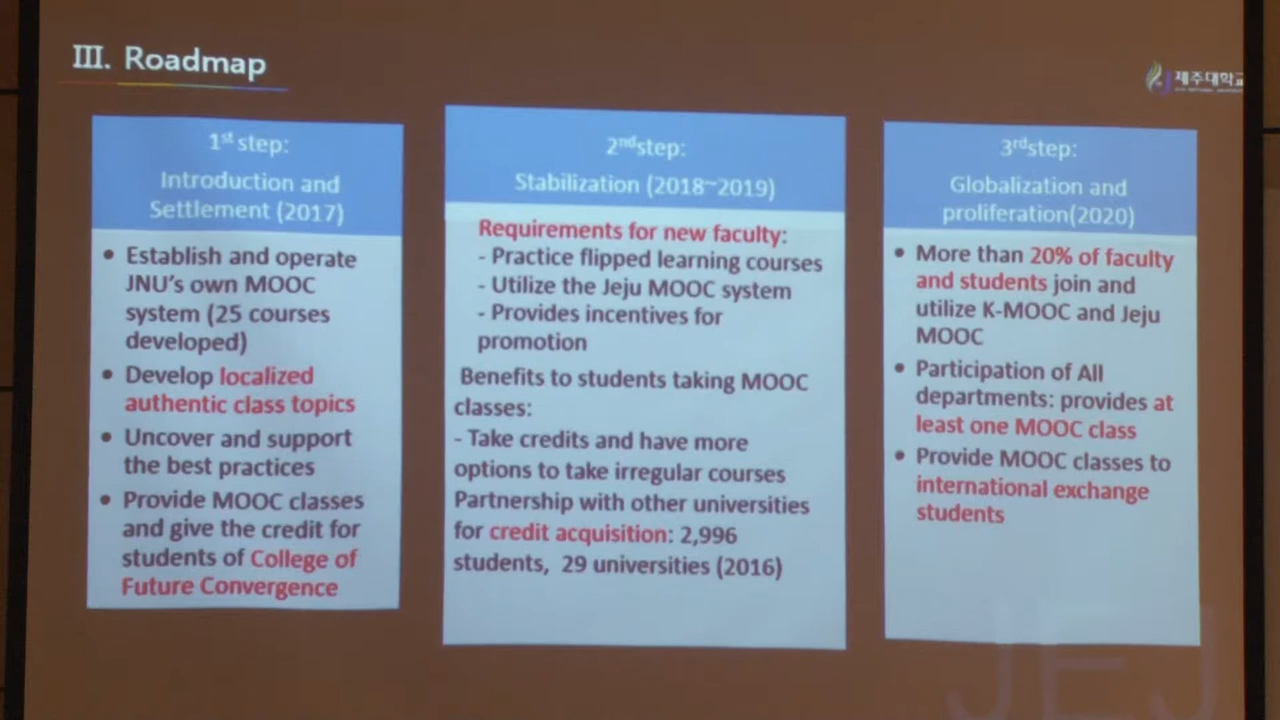 III. Roadmap
제주대학교
1st step:
Introduction and
Settlement (2017)
• Establish and operate
JNU's own MOOC
system (25 courses
developed)
• Develop localized
authentic class topics
• Uncover and support
the best practices
• Provide MOOC classes
and give the credit for
students of College of
Future Convergence
2ndstep:
Stabilization (2018~2019)
Requirements for new faculty:
- Practice flipped learning courses
- Utilize the Jeju MOOC system
- Provides incentives for
promotion
Benefits to students taking MOOC
classes:
- Take credits and have more
options to take irregular courses
Partnership with other universities
for credit acquisition: 2,996
students, 29 universities (2016)
3rdstep:
Globalization and
proliferation(2020)
• More than 20% of faculty
and students join and
utilize K-MOOC and Jeju
MOOC
• Participation of All
departments: provides at
least one MOOC class
• Provide MOOC classes to
international exchange
students
JEJ